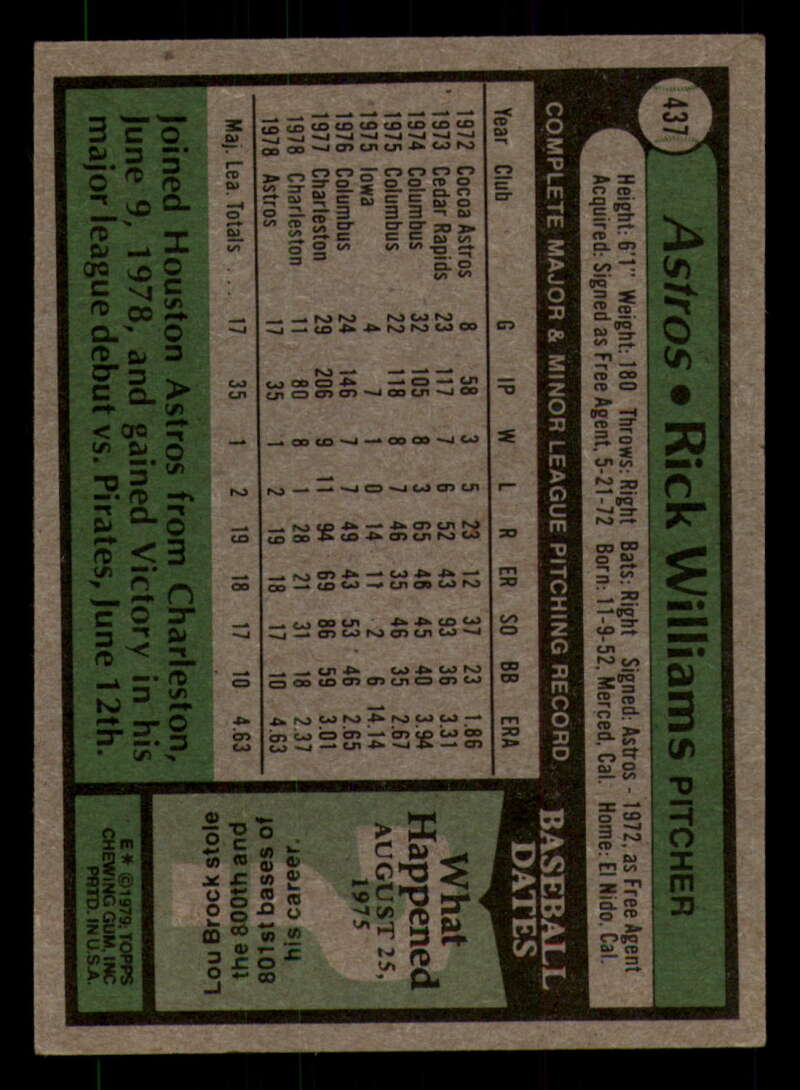 437
Astros • Rick Williams PITCHER
Height: 6'1" Weight: 180 Throws: Right Bats: Right Signed: Astros - 1972, as Free Agent
Acquired: Signed as Free Agent, 5-21-72 Born: 11-9-52, Merced, Cal. Home: El Nido, Cal.
COMPLETE MAJOR & MINOR LEAGUE PITCHING RECORD
Year Club G IP W L R ER SO BB ERA
1972 Cocoa Astros 8 58 3 5 23 12 37 23 1.86
1973 Cedar Rapids 23 117 7 6 52 43 93 36 3.31
1974 Columbus 32 105 8 3 65 46 45 40 3.94
1975 Columbus 22 118 8 7 46 35 46 35 2.67
1975 Iowa 4 7 1 0 14 11 2 6 14.14
1976 Columbus 24 146 7 7 49 43 53 46 2.65
1977 Charleston 29 206 9 11 94 69 86 59 3.01
1978 Charleston 11 80 8 1 28 21 31 18 2.37
1978 Astros 17 35 1 2 19 18 17 10 4.63
Maj. Lea. Totals . . . 17 35 1 2 19 18 17 10 4.63
Joined Houston Astros from Charleston,
June 9, 1978, and gained Victory in his
major league debut vs. Pirates, June 12th.
BASEBALL
DATES
What
Happened
AUGUST 25,
1975
Lou Brock stole
the 800th and
801st bases of
his career.
E* ©1979 TOPPS
CHEWING GUM, INC.
PRTD. IN U.S.A.